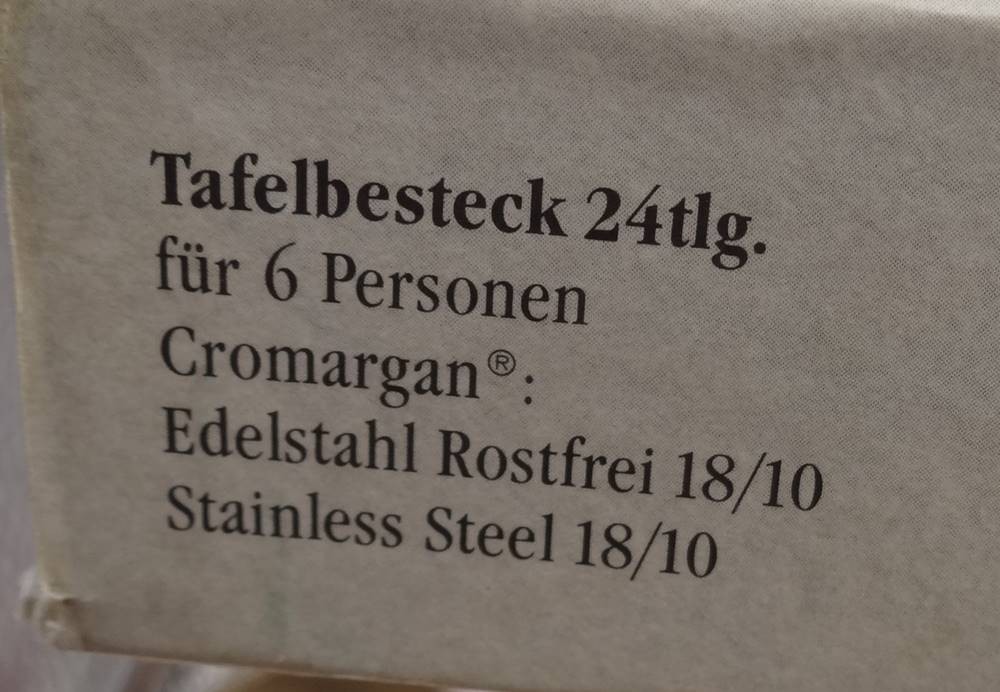 Tafelbesteck 24tlg.
für 6 Personen
Cromargan®:
Edelstahl Rostfrei 18/10
Stainless Steel 18/10